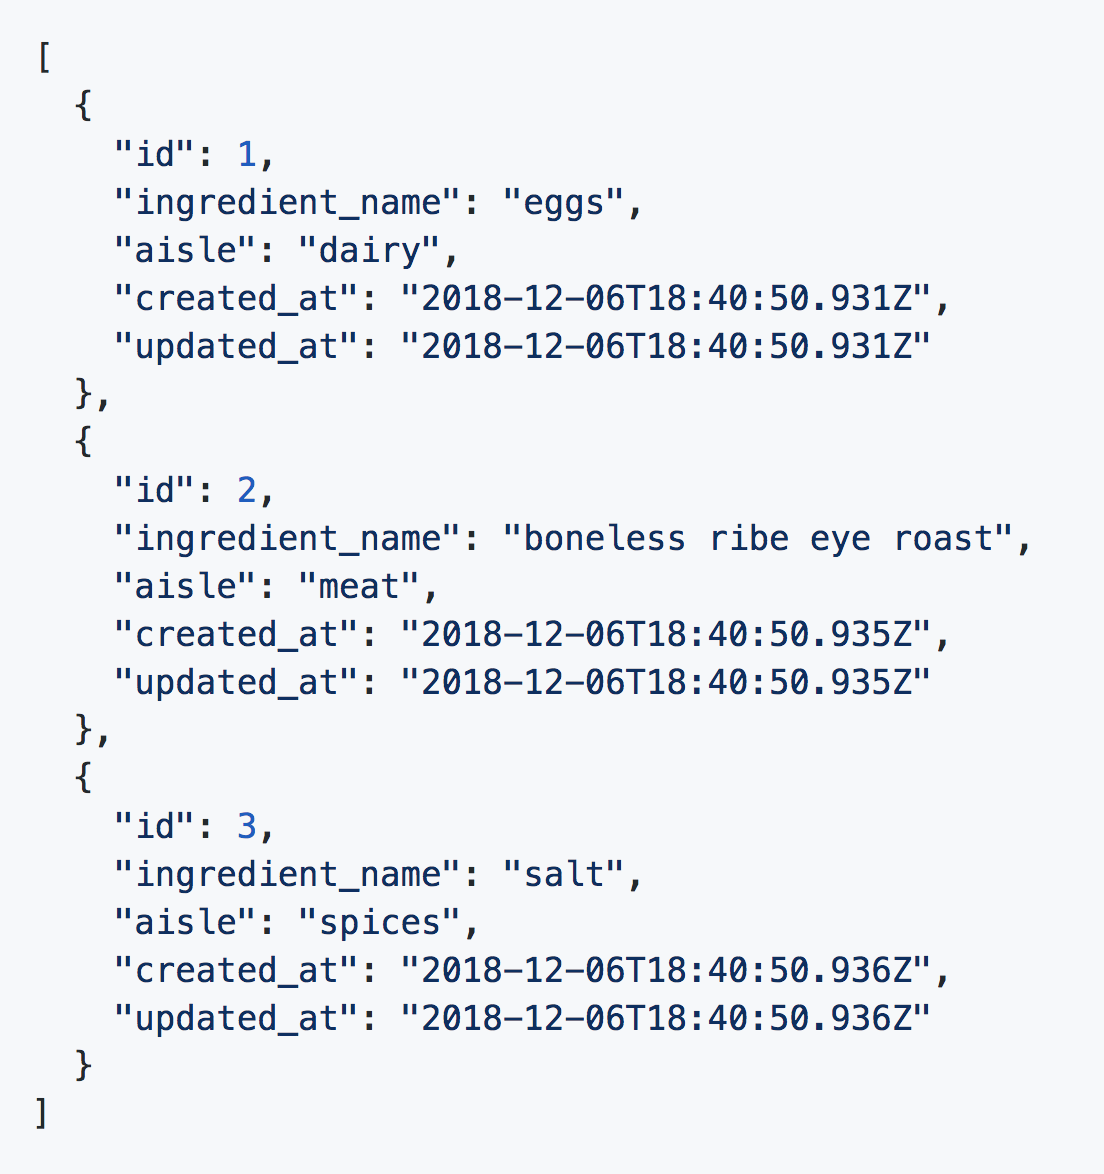 [
  {
    "id": 1,
    "ingredient_name": "eggs",
    "aisle": "dairy",
    "created_at": "2018-12-06T18:40:50.931Z",
    "updated_at": "2018-12-06T18:40:50.931Z"
  },
  {
    "id": 2,
    "ingredient_name": "boneless ribe eye roast",
    "aisle": "meat",
    "created_at": "2018-12-06T18:40:50.935Z",
    "updated_at": "2018-12-06T18:40:50.935Z"
  },
  {
    "id": 3,
    "ingredient_name": "salt",
    "aisle": "spices",
    "created_at": "2018-12-06T18:40:50.936Z",
    "updated_at": "2018-12-06T18:40:50.936Z"
  }
]